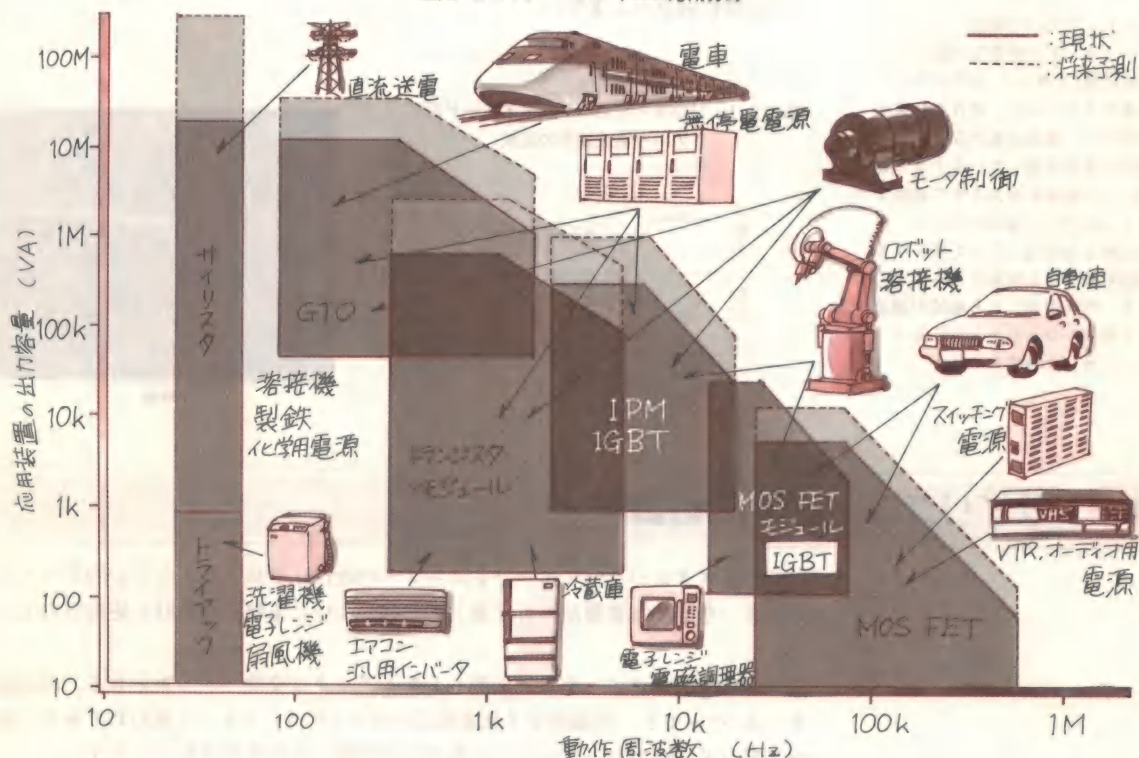 100M
10M
1M
100k
10k
1k
100
10
応用装置の出力容量 (VA)
10
100
1k
10k
100k
1M
動作周波数 (Hz)
現状
将来予測
直流送電
電車
無停電電源
モータ制御
ロボット
溶接機
自動車
スイッチング
電源
VHS
VTR,オーディオ用
電源
サイリスタ
トライアック
GTO
溶接機
製鉄
化学用電源
トランジスタ
モジュール
IPM
IGBT
MOS FET
モジュール
IGBT
MOS FET
洗濯機
電子レンジ
扇風機
エアコン
汎用インバータ
冷蔵庫
電子レンジ
電磁調理器